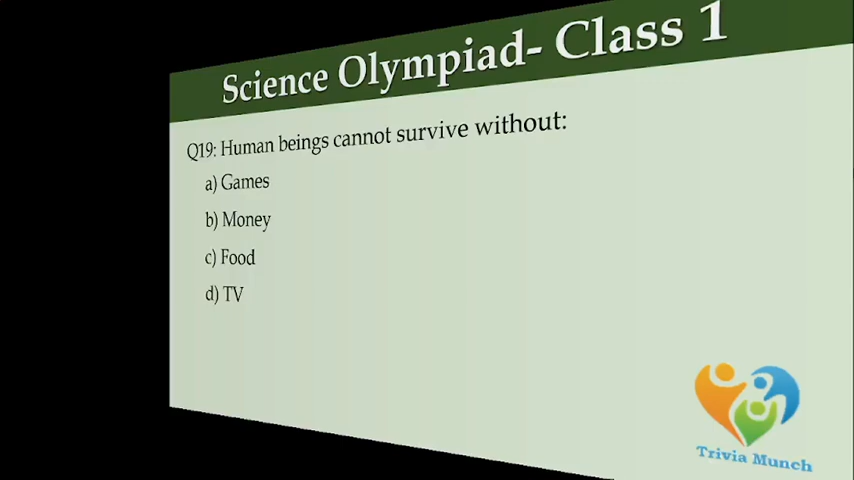 Science Olympiad- Class 1
Q19: Human beings cannot survive without:
a) Games
b) Money
c) Food
d) TV
Trivia Munch